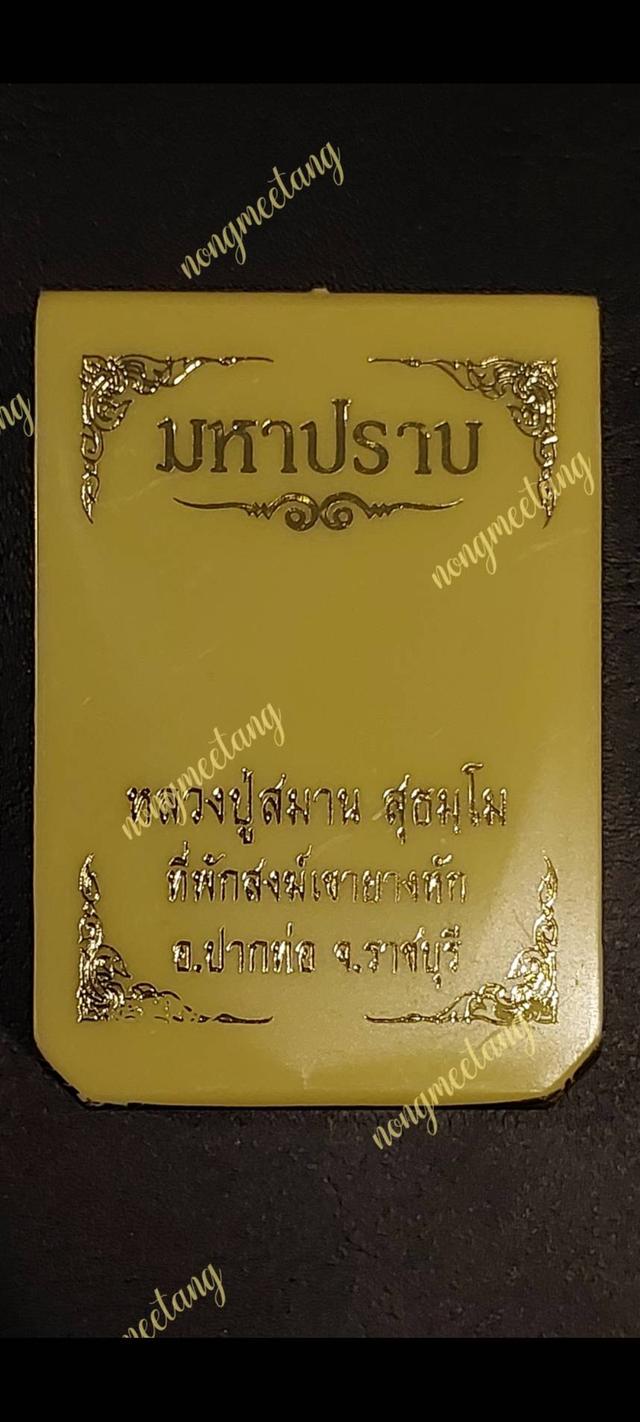 nongmeetang
มหาปราบ
nongmeetang
nongmeetang
หลวงปู่สมาน สุธมฺโม
ที่พักสงฆ์เขายางหัก
อ.ปากท่อ จ.ราชบุรี
nongmeetang